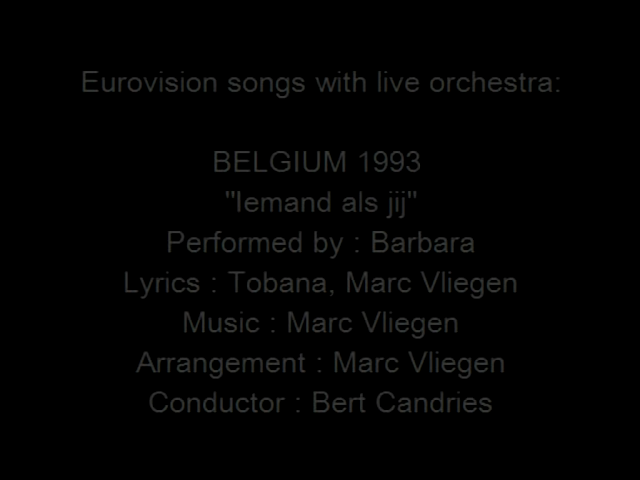 Eurovision songs with live orchestra:
BELGIUM 1993
"Iemand als jij"
Performed by : Barbara
Lyrics : Tobana, Marc Vliegen
Music : Marc Vliegen
Arrangement : Marc Vliegen
Conductor : Bert Candries